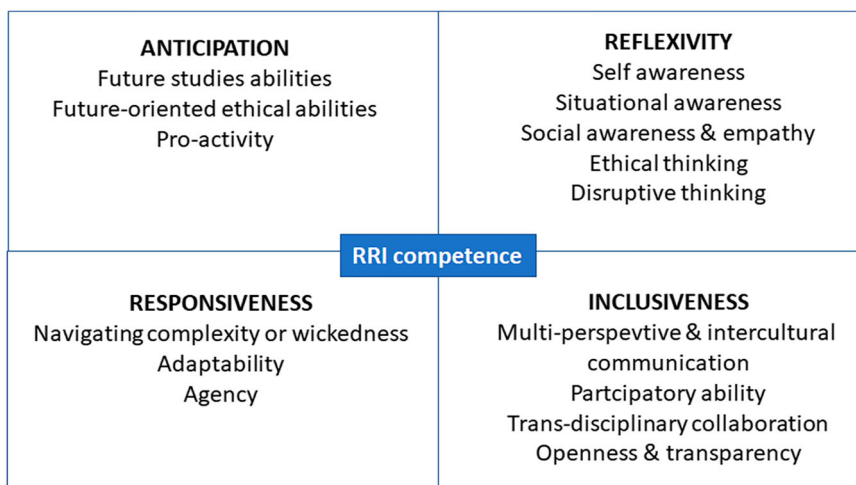 ANTICIPATION
Future studies abilities
Future-oriented ethical abilities
Pro-activity
REFLEXIVITY
Self awareness
Situational awareness
Social awareness & empathy
Ethical thinking
Disruptive thinking
RRI competence
RESPONSIVENESS
Navigating complexity or wickedness
Adaptability
Agency
INCLUSIVENESS
Multi-perspevtive & intercultural
communication
Partcipatory ability
Trans-disciplinary collaboration
Openness & transparency